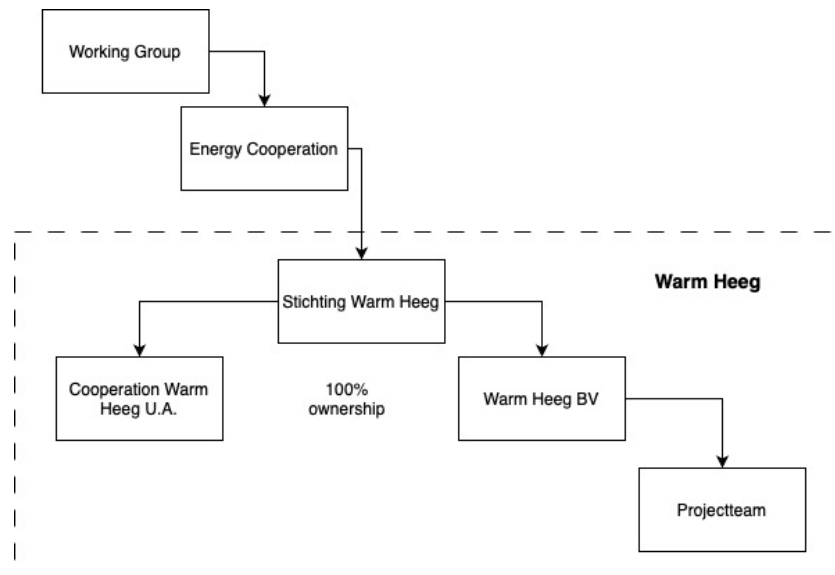 Working Group
Energy Cooperation
Warm Heeg
Stichting Warm Heeg
Cooperation Warm
Heeg U.A.
100%
ownership
Warm Heeg BV
Projectteam